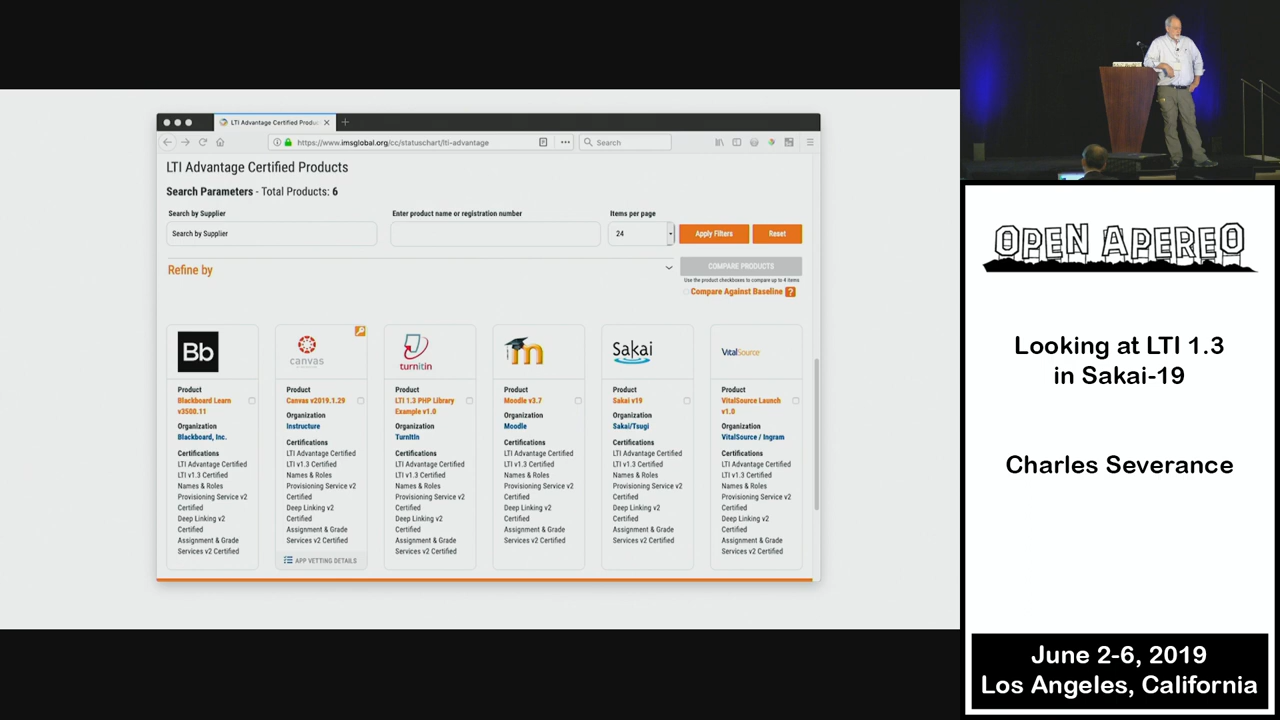 LTI Advantage Certified Produc
https://www.imsglobal.org/cc/statuschart/lti-advantage
Search
LTI Advantage Certified Products
Search Parameters - Total Products: 6
Search by Supplier
Enter product name or registration number
Items per page
Search by Supplier
24
Apply Filters
Reset
Refine by
COMPARE PRODUCTS
Use the product checkboxes to compare up to 4 items
Compare Against Baseline ?
Bb
Product
Blackboard Learn
v3500.11
Organization
Blackboard, Inc.
Certifications
LTI Advantage Certified
LTI v1.3 Certified
Names & Roles
Provisioning Service v2
Certified
Deep Linking v2
Certified
Assignment & Grade
Services v2 Certified
canvas
Product
Canvas v2019.1.29
Organization
Instructure
Certifications
LTI Advantage Certified
LTI v1.3 Certified
Names & Roles
Provisioning Service v2
Certified
Deep Linking v2
Certified
Assignment & Grade
Services v2 Certified
APP VETTING DETAILS
turnitin
Product
LTI 1.3 PHP Library
Example v1.0
Organization
TurnItIn
Certifications
LTI Advantage Certified
LTI v1.3 Certified
Names & Roles
Provisioning Service v2
Certified
Deep Linking v2
Certified
Assignment & Grade
Services v2 Certified
m
Product
Moodle v3.7
Organization
Moodle
Certifications
LTI Advantage Certified
LTI v1.3 Certified
Names & Roles
Provisioning Service v2
Certified
Deep Linking v2
Certified
Assignment & Grade
Services v2 Certified
Sakai
Product
Sakai v19
Organization
Sakai/Tsugi
Certifications
LTI Advantage Certified
LTI v1.3 Certified
Names & Roles
Provisioning Service v2
Certified
Deep Linking v2
Certified
Assignment & Grade
Services v2 Certified
VitalSource
Product
VitalSource Launch
v1.0
Organization
VitalSource / Ingram
Certifications
LTI Advantage Certified
LTI v1.3 Certified
Names & Roles
Provisioning Service v2
Certified
Deep Linking v2
Certified
Assignment & Grade
Services v2 Certified
OPEN APEREO
Looking at LTI 1.3
in Sakai-19
Charles Severance
June 2-6, 2019
Los Angeles, California